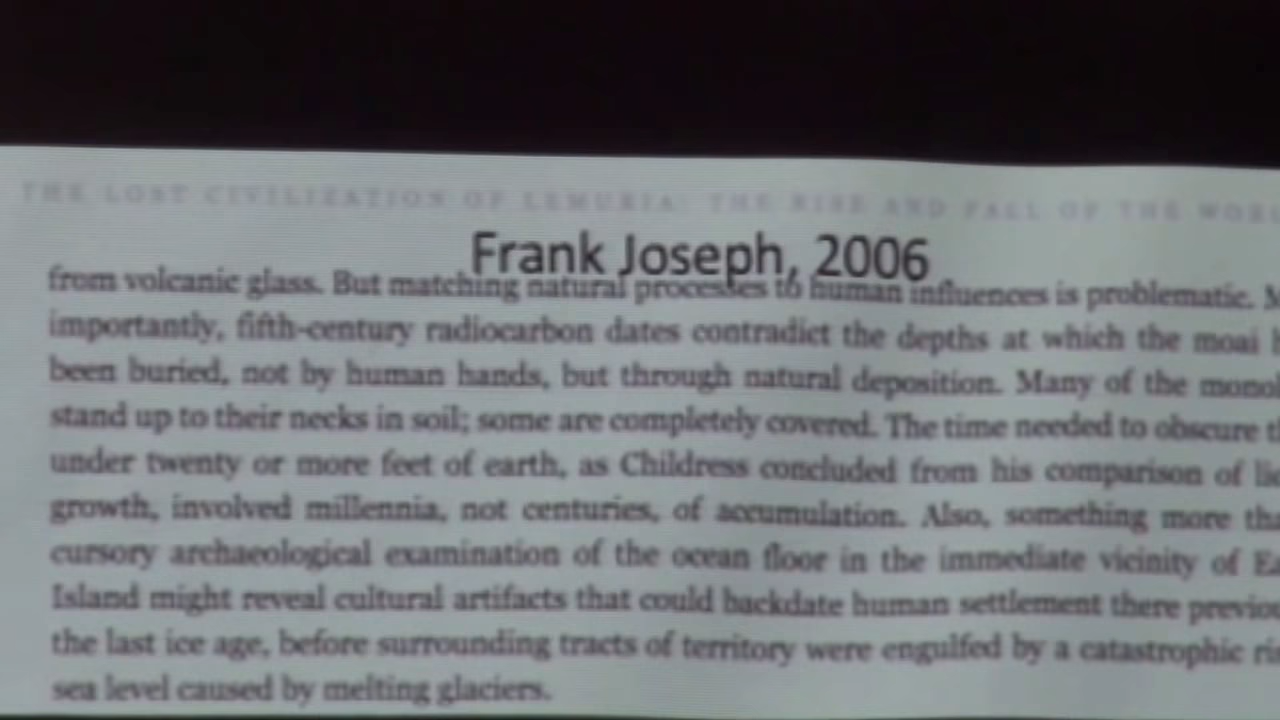 THE LOST CIVILIZATION OF LEMURIA: THE RISE AND FALL OF THE WOR
Frank Joseph, 2006
from volcanic glass. But matching natural processes to human influences is problematic. M
importantly, fifth-century radiocarbon dates contradict the depths at which the moai h
been buried, not by human hands, but through natural deposition. Many of the monol
stand up to their necks in soil; some are completely covered. The time needed to obscure th
under twenty or more feet of earth, as Childress concluded from his comparison of lic
growth, involved millennia, not centuries, of accumulation. Also, something more tha
cursory archaeological examination of the ocean floor in the immediate vicinity of Ea
Island might reveal cultural artifacts that could backdate human settlement there previou
the last ice age, before surrounding tracts of territory were engulfed by a catastrophic ri
sea level caused by melting glaciers.